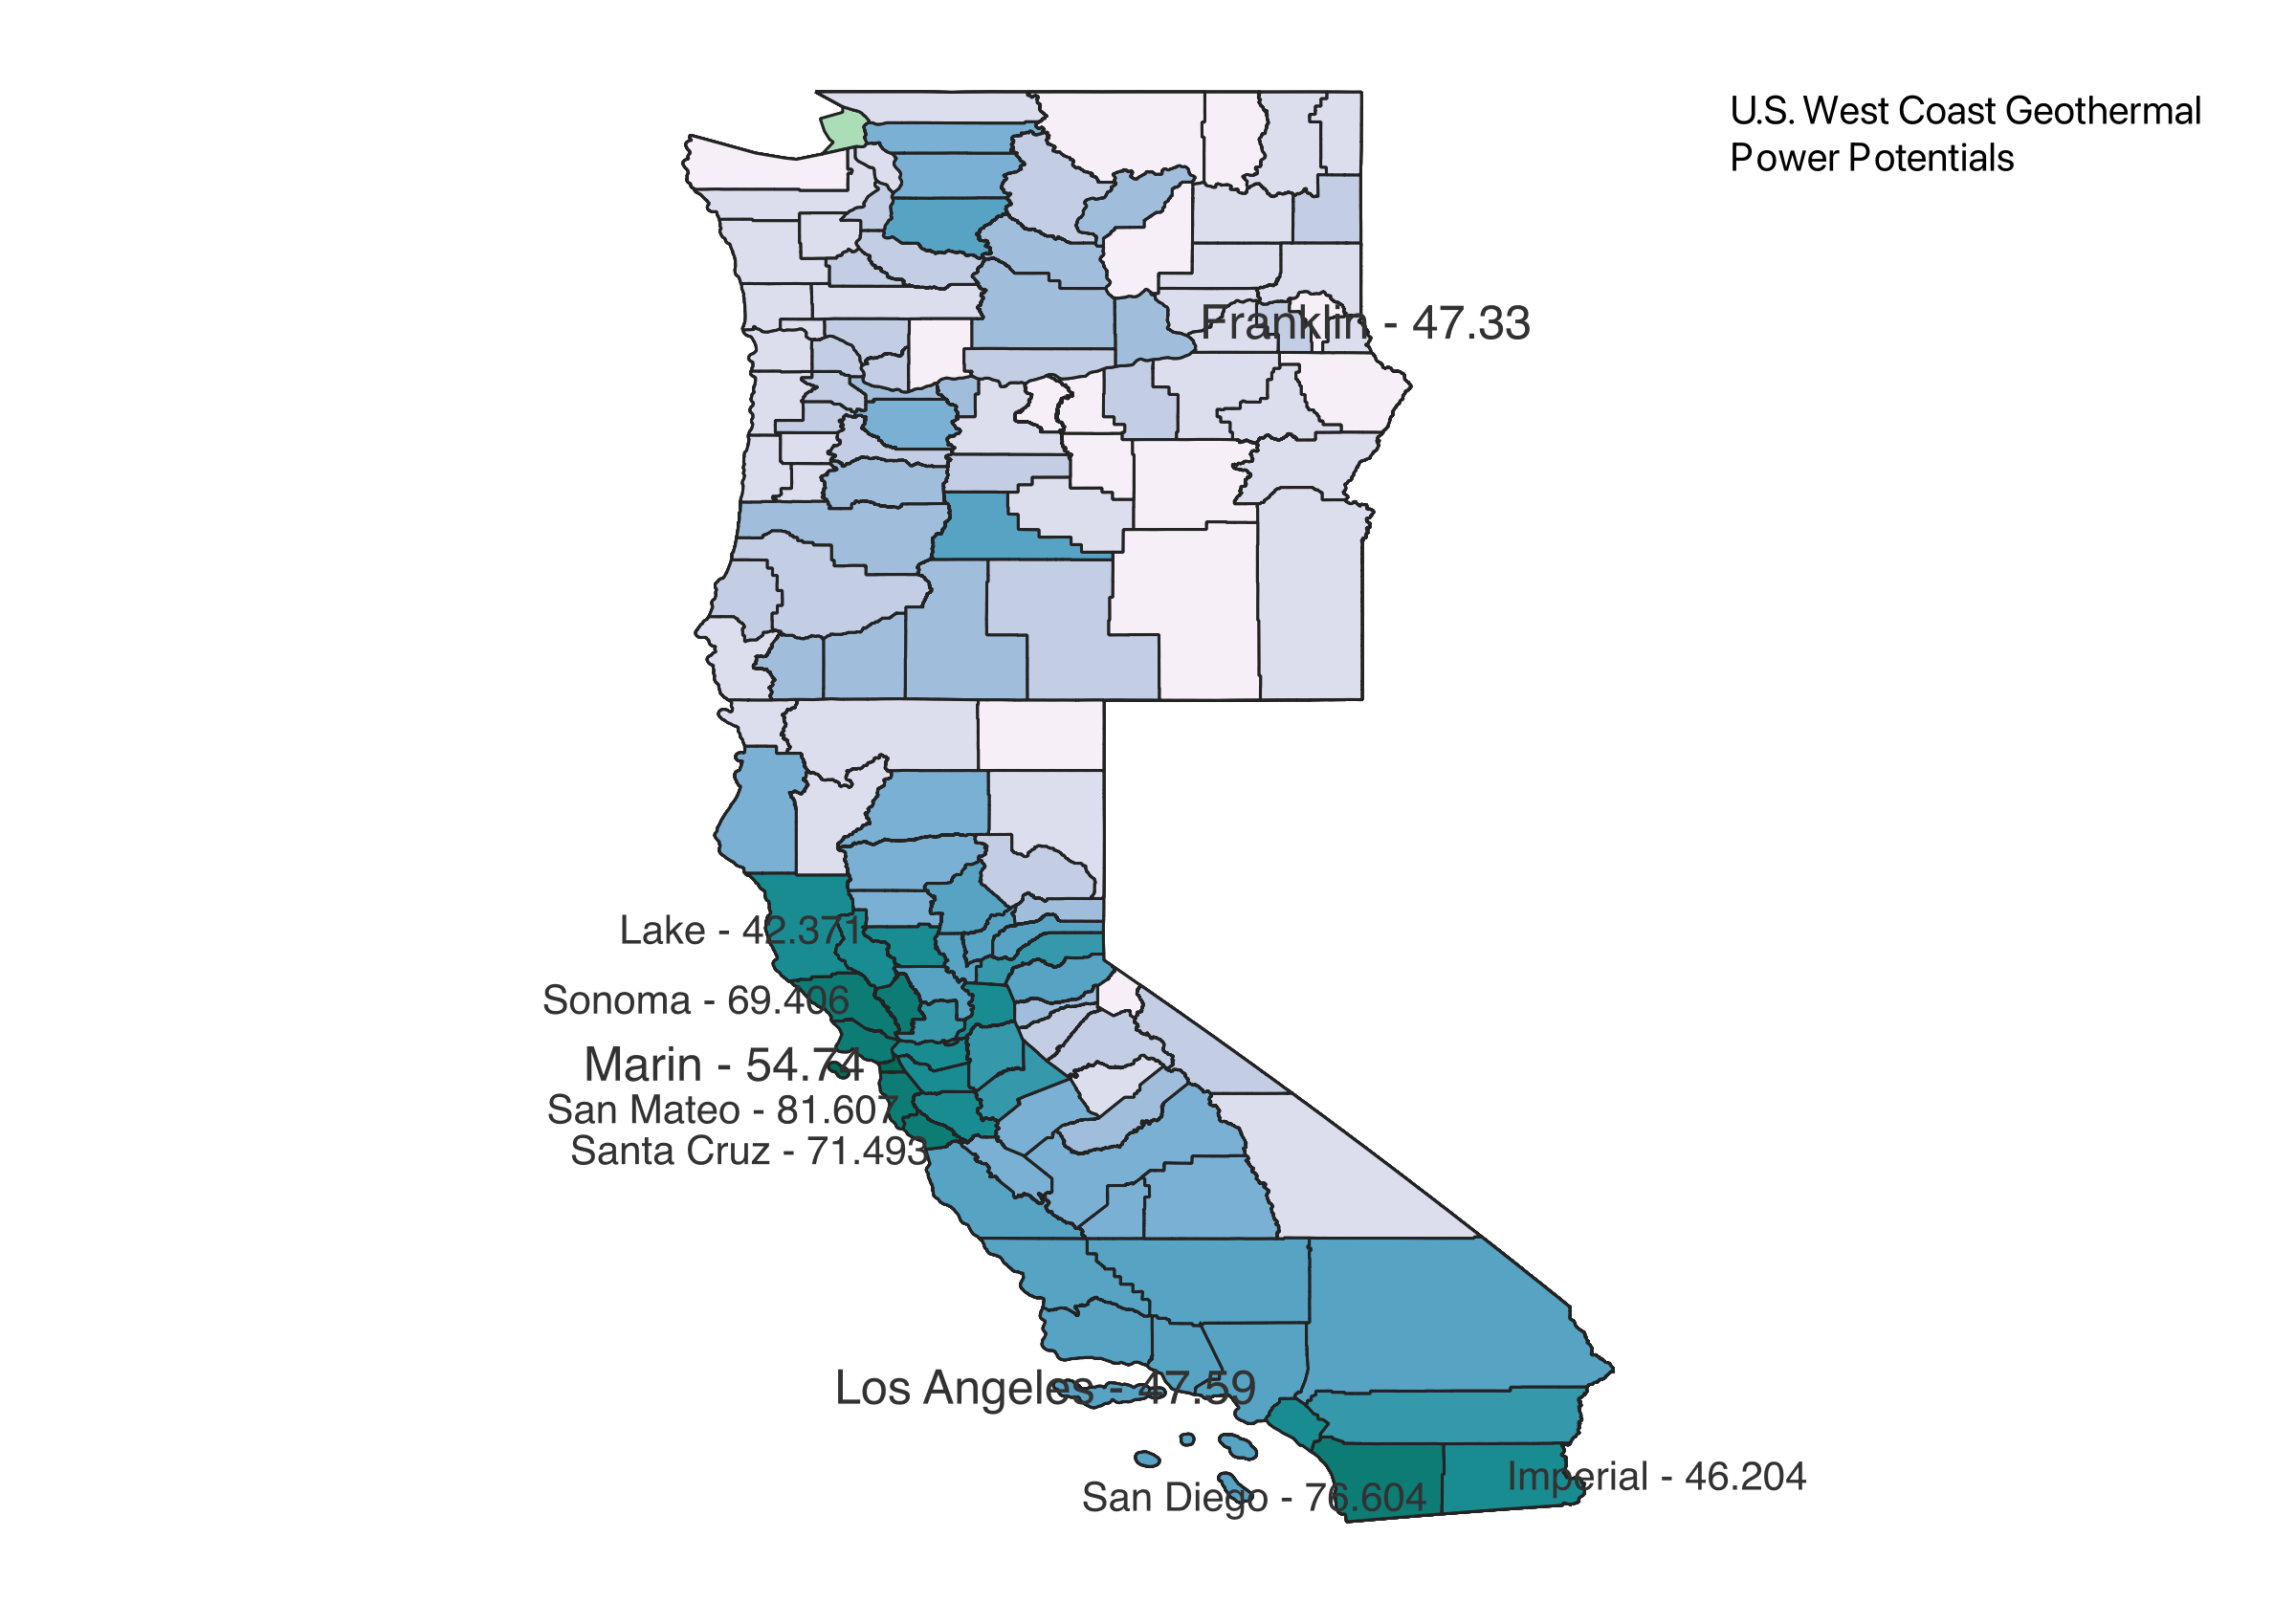 U.S. West Coast Geothermal
Power Potentials
Franklin - 47.33
Lake - 42.371
Sonoma - 69.406
Marin - 54.74
San Mateo - 81.607
Santa Cruz - 71.493
Los Angeles - 47.59
Imperial - 46.204
San Diego - 76.604